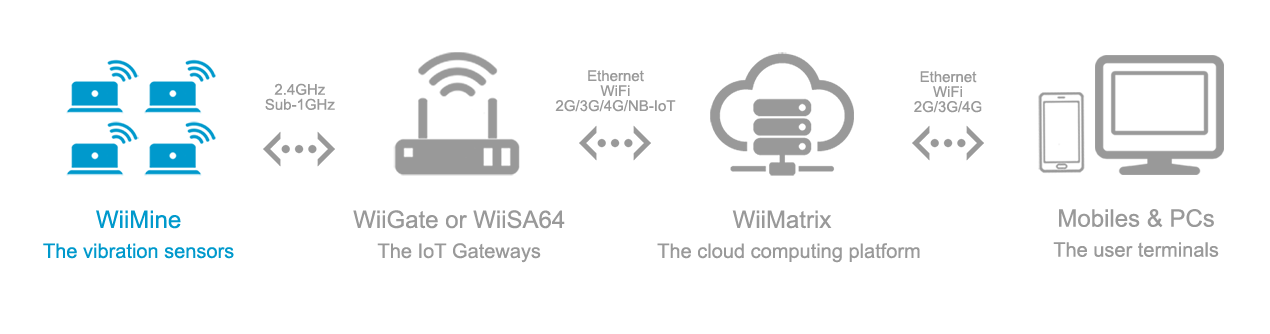 2.4GHz
Sub-1GHz
Ethernet
WiFi
2G/3G/4G/NB-IoT
Ethernet
WiFi
2G/3G/4G
WiiMine
The vibration sensors
WiiGate or WiiSA64
The IoT Gateways
WiiMatrix
The cloud computing platform
Mobiles & PCs
The user terminals